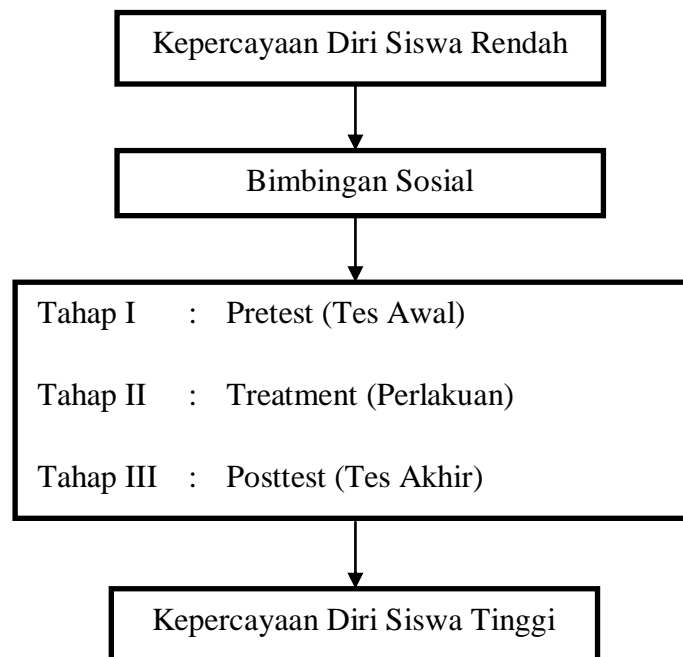 Kepercayaan Diri Siswa Rendah
Bimbingan Sosial
Tahap I : Pretest (Tes Awal)
Tahap II : Treatment (Perlakuan)
Tahap III : Posttest (Tes Akhir)
Kepercayaan Diri Siswa Tinggi